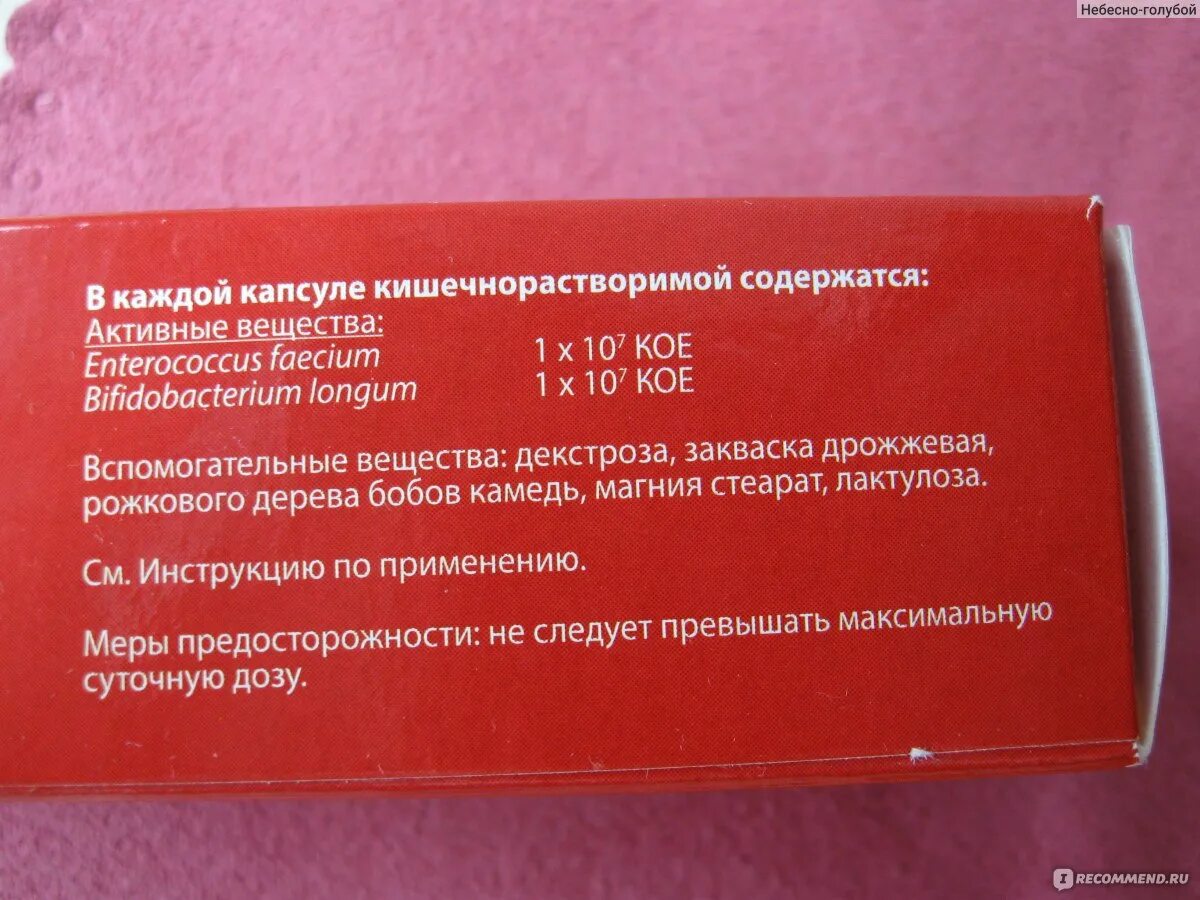 Небесно-голубой
В каждой капсуле кишечнорастворимой содержатся:
Активные вещества:
Enterococcus faecium 1 x 10⁷ КОЕ
Bifidobacterium longum 1 x 10⁷ КОЕ
Вспомогательные вещества: декстроза, закваска дрожжевая,
рожкового дерева бобов камедь, магния стеарат, лактулоза.
См. Инструкцию по применению.
Меры предосторожности: не следует превышать максимальную
суточную дозу.
IRECOMMEND.RU